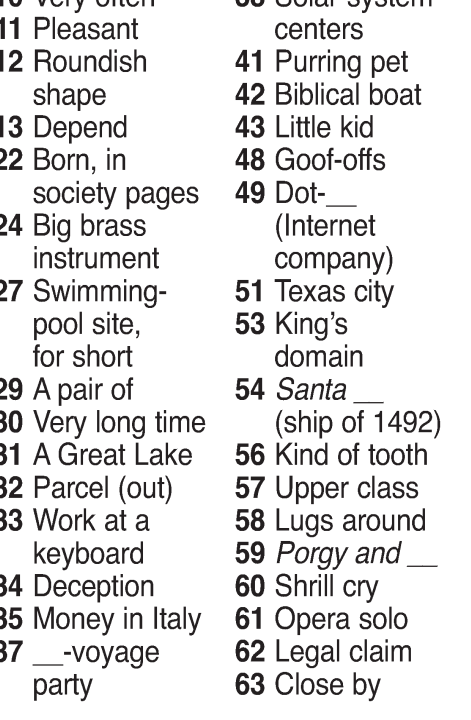 10 Very often
11 Pleasant
12 Roundish
shape
13 Depend
22 Born, in
society pages
24 Big brass
instrument
27 Swimming-
pool site,
for short
29 A pair of
30 Very long time
31 A Great Lake
32 Parcel (out)
33 Work at a
keyboard
34 Deception
35 Money in Italy
37 __-voyage
party
Solar system
centers
41 Purring pet
42 Biblical boat
43 Little kid
48 Goof-offs
49 Dot-__
(Internet
company)
51 Texas city
53 King's
domain
54 Santa __
(ship of 1492)
56 Kind of tooth
57 Upper class
58 Lugs around
59 Porgy and __
60 Shrill cry
61 Opera solo
62 Legal claim
63 Close by